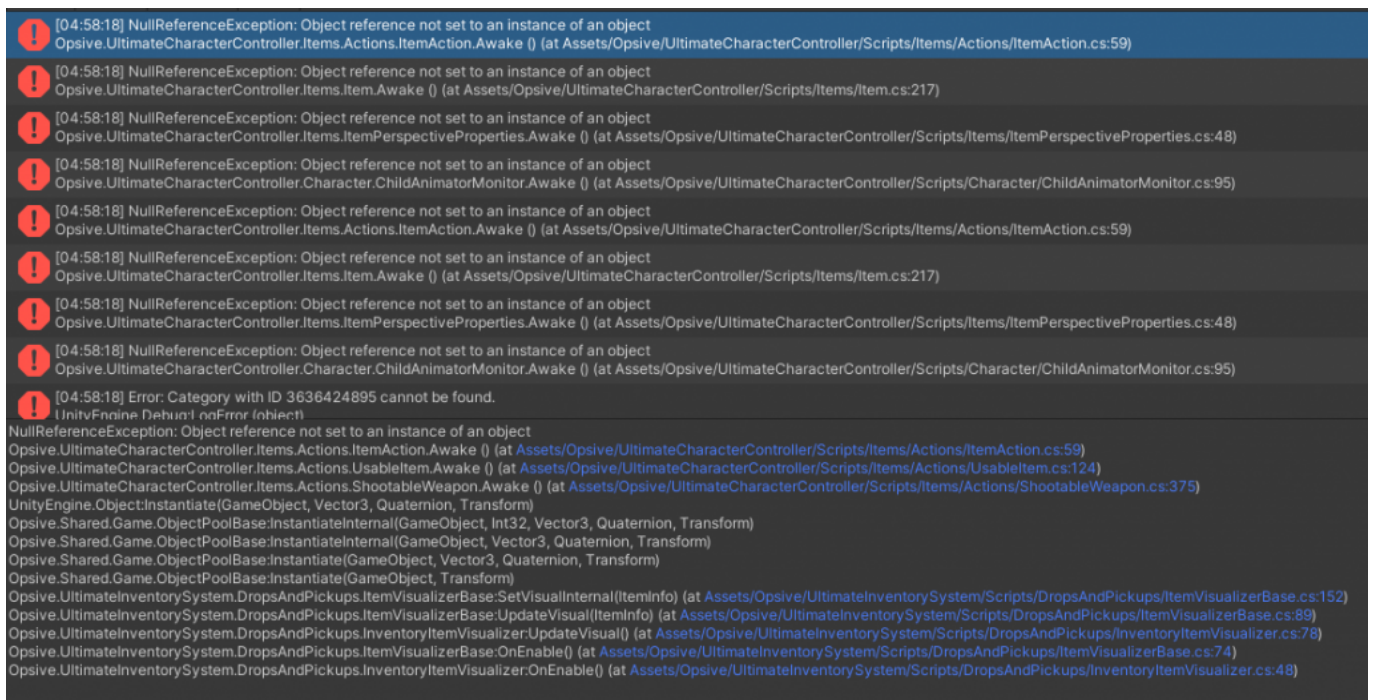 [04:58:18] NullReferenceException: Object reference not set to an instance of an object
Opsive.UltimateCharacterController.Items.Actions.ItemAction.Awake () (at Assets/Opsive/UltimateCharacterController/Scripts/Items/Actions/ItemAction.cs:59)
[04:58:18] NullReferenceException: Object reference not set to an instance of an object
Opsive.UltimateCharacterController.Items.Item.Awake () (at Assets/Opsive/UltimateCharacterController/Scripts/Items/Item.cs:217)
[04:58:18] NullReferenceException: Object reference not set to an instance of an object
Opsive.UltimateCharacterController.Items.ItemPerspectiveProperties.Awake () (at Assets/Opsive/UltimateCharacterController/Scripts/Items/ItemPerspectiveProperties.cs:48)
[04:58:18] NullReferenceException: Object reference not set to an instance of an object
Opsive.UltimateCharacterController.Character.ChildAnimatorMonitor.Awake () (at Assets/Opsive/UltimateCharacterController/Scripts/Character/ChildAnimatorMonitor.cs:95)
[04:58:18] NullReferenceException: Object reference not set to an instance of an object
Opsive.UltimateCharacterController.Items.Actions.ItemAction.Awake () (at Assets/Opsive/UltimateCharacterController/Scripts/Items/Actions/ItemAction.cs:59)
[04:58:18] NullReferenceException: Object reference not set to an instance of an object
Opsive.UltimateCharacterController.Items.Item.Awake () (at Assets/Opsive/UltimateCharacterController/Scripts/Items/Item.cs:217)
[04:58:18] NullReferenceException: Object reference not set to an instance of an object
Opsive.UltimateCharacterController.Items.ItemPerspectiveProperties.Awake () (at Assets/Opsive/UltimateCharacterController/Scripts/Items/ItemPerspectiveProperties.cs:48)
[04:58:18] NullReferenceException: Object reference not set to an instance of an object
Opsive.UltimateCharacterController.Character.ChildAnimatorMonitor.Awake () (at Assets/Opsive/UltimateCharacterController/Scripts/Character/ChildAnimatorMonitor.cs:95)
[04:58:18] Error: Category with ID 3636424895 cannot be found.
UnityEngine.Debug:LogError (object)
NullReferenceException: Object reference not set to an instance of an object
Opsive.UltimateCharacterController.Items.Actions.ItemAction.Awake () (at Assets/Opsive/UltimateCharacterController/Scripts/Items/Actions/ItemAction.cs:59)
Opsive.UltimateCharacterController.Items.Actions.UsableItem.Awake () (at Assets/Opsive/UltimateCharacterController/Scripts/Items/Actions/UsableItem.cs:124)
Opsive.UltimateCharacterController.Items.Actions.ShootableWeapon.Awake () (at Assets/Opsive/UltimateCharacterController/Scripts/Items/Actions/ShootableWeapon.cs:375)
UnityEngine.Object:Instantiate(GameObject, Vector3, Quaternion, Transform)
Opsive.Shared.Game.ObjectPoolBase:InstantiateInternal(GameObject, Int32, Vector3, Quaternion, Transform)
Opsive.Shared.Game.ObjectPoolBase:InstantiateInternal(GameObject, Vector3, Quaternion, Transform)
Opsive.Shared.Game.ObjectPoolBase:Instantiate(GameObject, Vector3, Quaternion, Transform)
Opsive.Shared.Game.ObjectPoolBase:Instantiate(GameObject, Transform)
Opsive.UltimateInventorySystem.DropsAndPickups.ItemVisualizerBase:SetVisualInternal(ItemInfo) (at Assets/Opsive/UltimateInventorySystem/Scripts/DropsAndPickups/ItemVisualizerBase.cs:152)
Opsive.UltimateInventorySystem.DropsAndPickups.ItemVisualizerBase:UpdateVisual(ItemInfo) (at Assets/Opsive/UltimateInventorySystem/Scripts/DropsAndPickups/ItemVisualizerBase.cs:89)
Opsive.UltimateInventorySystem.DropsAndPickups.InventoryItemVisualizer:UpdateVisual() (at Assets/Opsive/UltimateInventorySystem/Scripts/DropsAndPickups/InventoryItemVisualizer.cs:78)
Opsive.UltimateInventorySystem.DropsAndPickups.ItemVisualizerBase:OnEnable() (at Assets/Opsive/UltimateInventorySystem/Scripts/DropsAndPickups/ItemVisualizerBase.cs:74)
Opsive.UltimateInventorySystem.DropsAndPickups.InventoryItemVisualizer:OnEnable() (at Assets/Opsive/UltimateInventorySystem/Scripts/DropsAndPickups/InventoryItemVisualizer.cs:48)